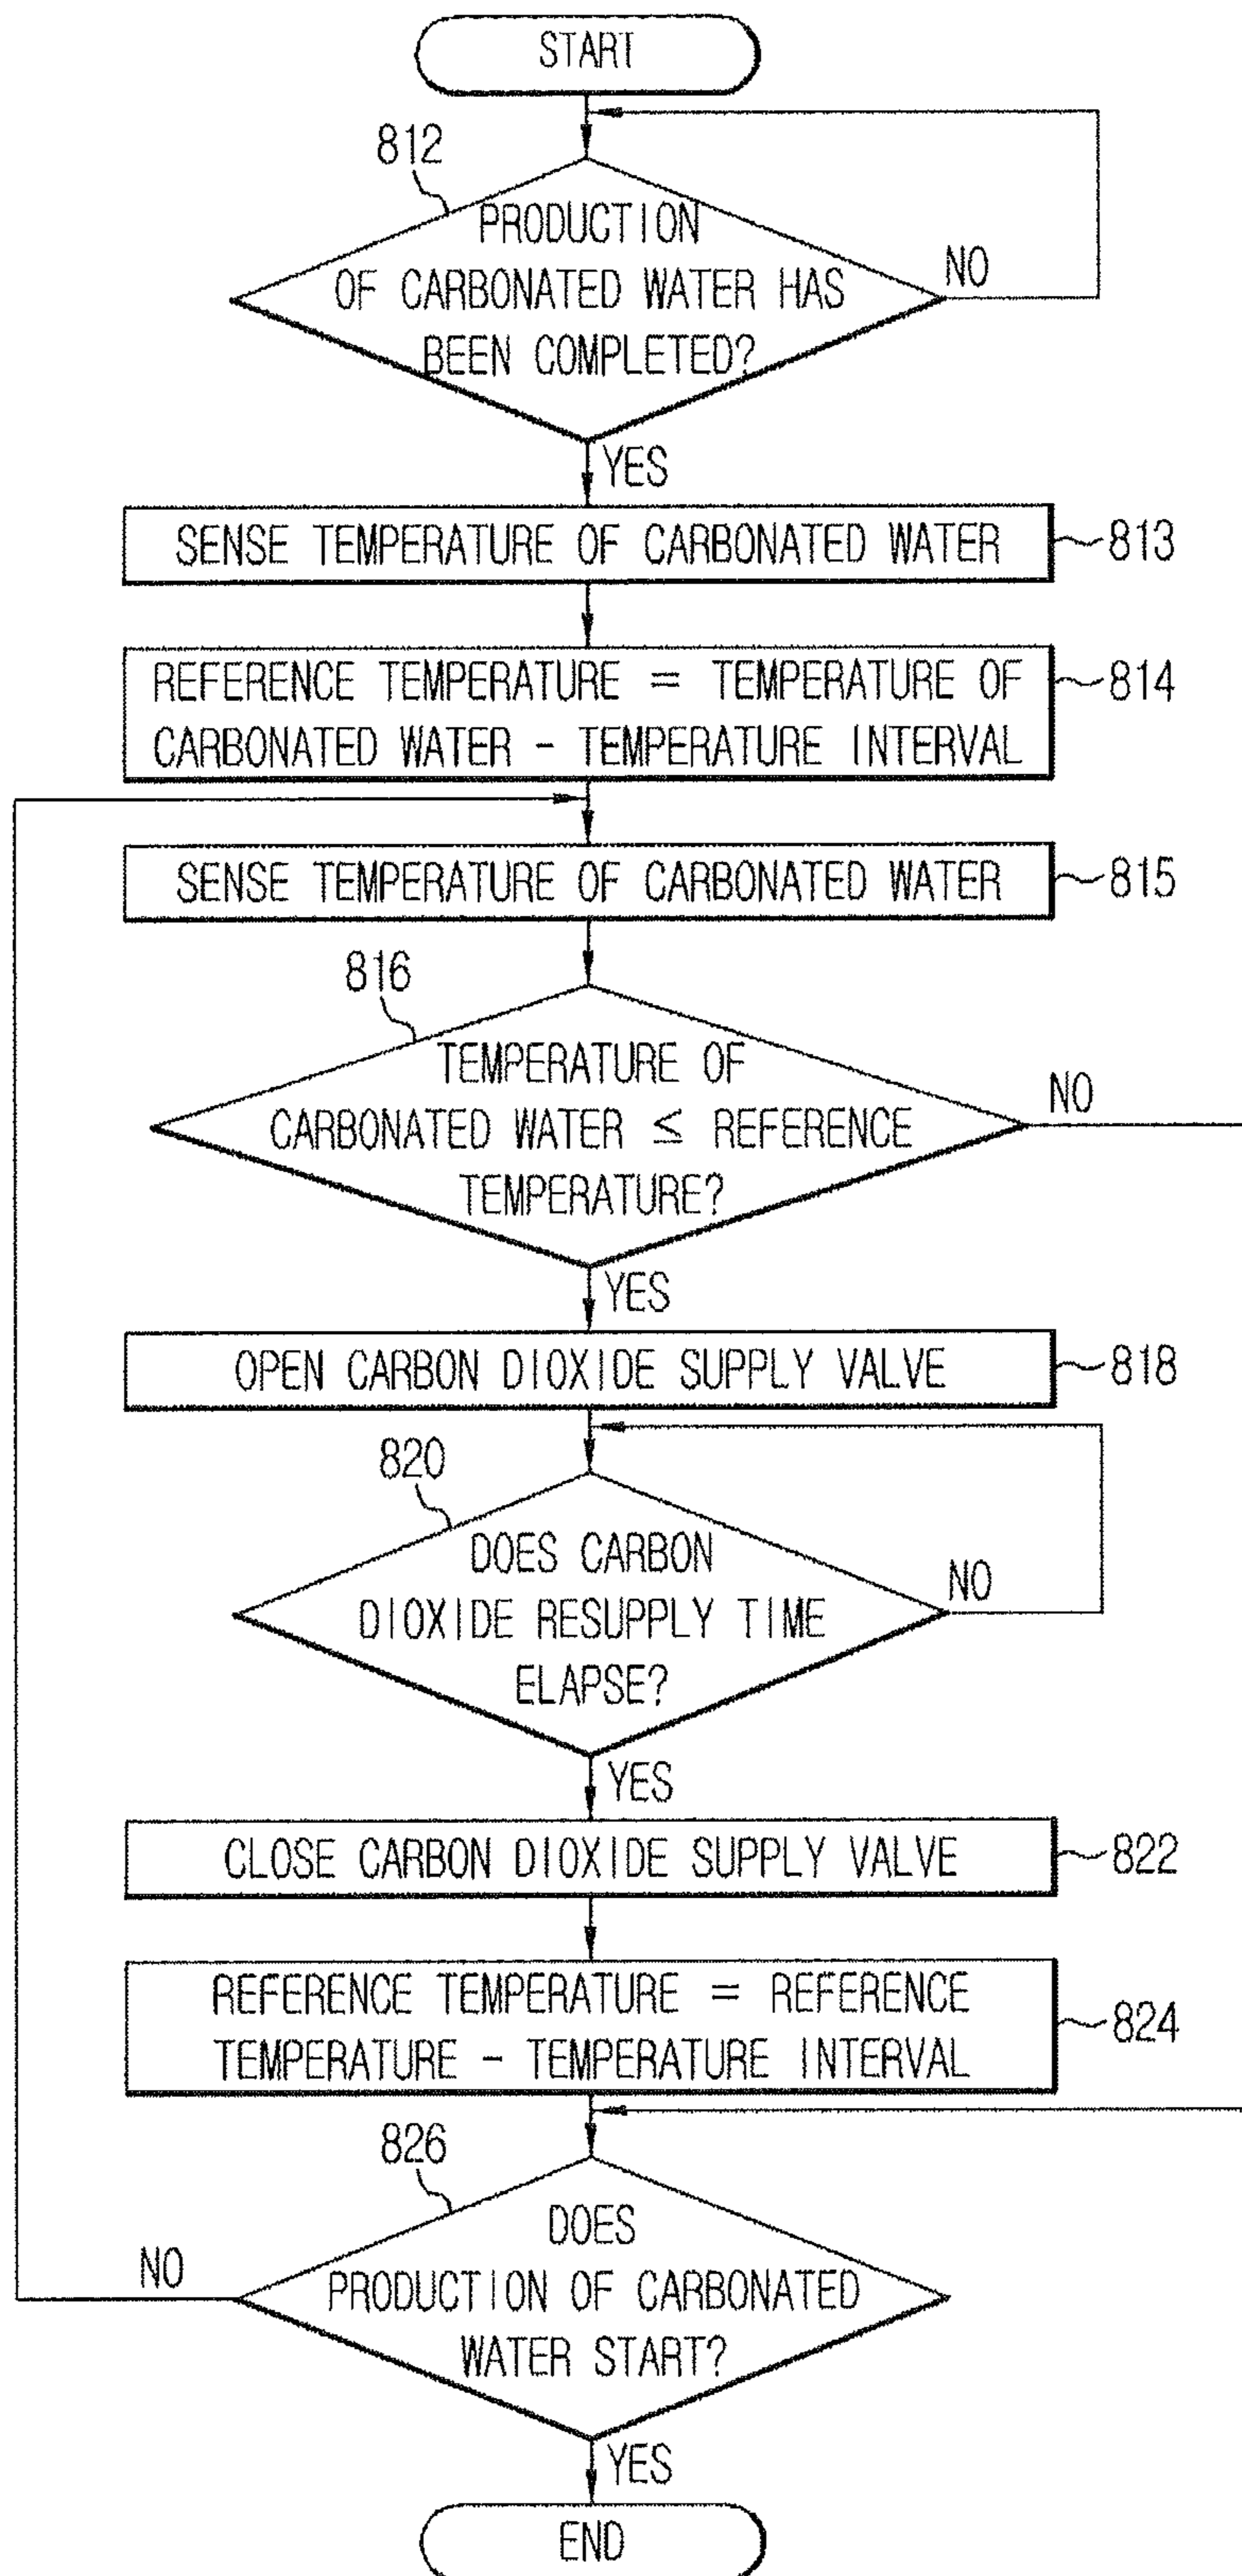 START
812
PRODUCTION
OF CARBONATED WATER HAS
BEEN COMPLETED?
NO
YES
SENSE TEMPERATURE OF CARBONATED WATER
813
REFERENCE TEMPERATURE = TEMPERATURE OF
CARBONATED WATER - TEMPERATURE INTERVAL
814
SENSE TEMPERATURE OF CARBONATED WATER
815
816
TEMPERATURE OF
CARBONATED WATER ≤ REFERENCE
TEMPERATURE?
NO
YES
OPEN CARBON DIOXIDE SUPPLY VALVE
818
820
DOES CARBON
DIOXIDE RESUPPLY TIME
ELAPSE?
NO
YES
CLOSE CARBON DIOXIDE SUPPLY VALVE
822
REFERENCE TEMPERATURE = REFERENCE
TEMPERATURE - TEMPERATURE INTERVAL
824
826
DOES
PRODUCTION OF CARBONATED
WATER START?
NO
YES
END